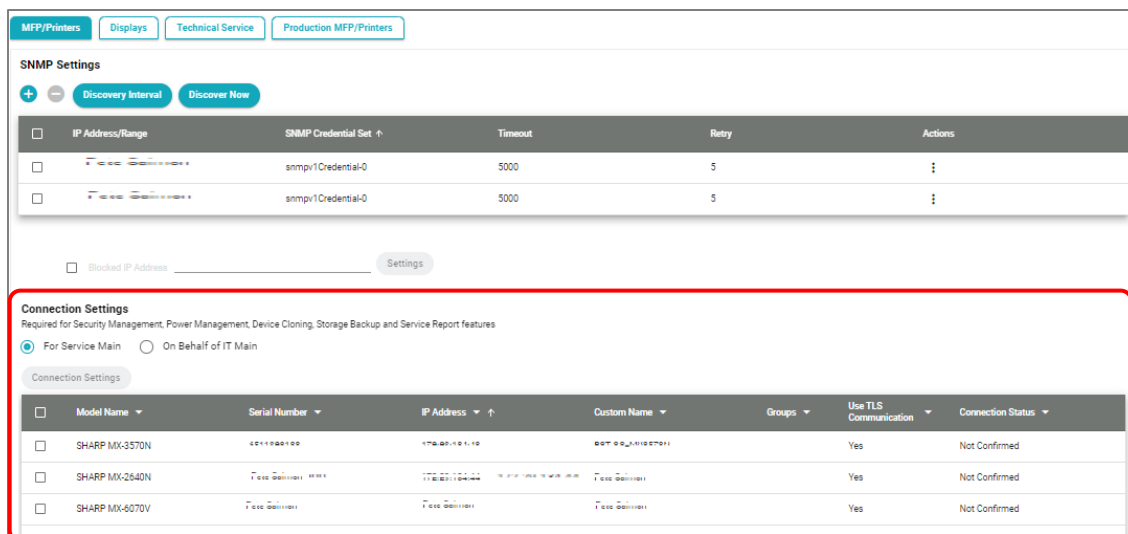 MFP/Printers Displays Technical Service Production MFP/Printers
SNMP Settings
Discovery Interval Discover Now
IP Address/Range SNMP Credential Set ↑ Timeout Retry Actions
snmpv1Credential-0 5000 5
snmpv1Credential-0 5000 5
Blocked IP Address Settings
Connection Settings
Required for Security Management, Power Management, Device Cloning, Storage Backup and Service Report features
For Service Main On Behalf of IT Main
Connection Settings
Model Name Serial Number IP Address ↑ Custom Name Groups Use TLS Communication Connection Status
SHARP MX-3570N Yes Not Confirmed
SHARP MX-2640N Yes Not Confirmed
SHARP MX-6070V Yes Not Confirmed